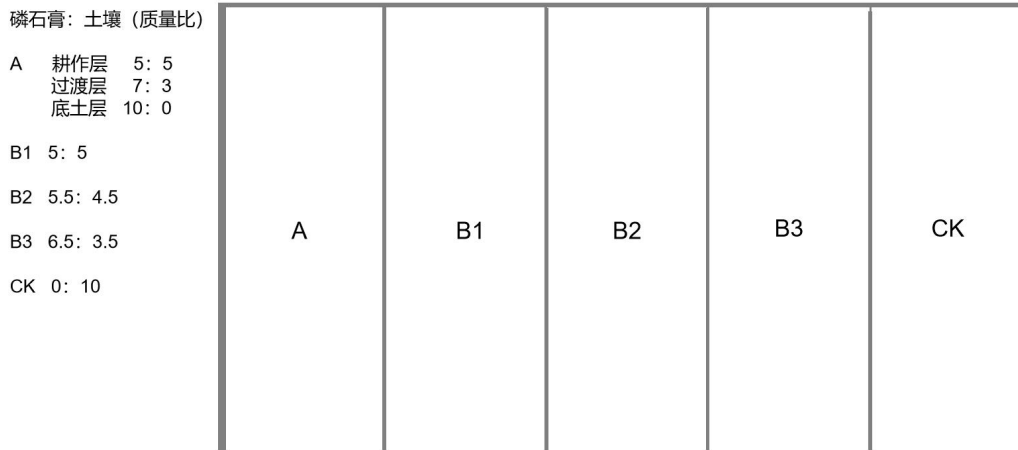 磷石膏：土壤（质量比）
A 耕作层 5：5
过渡层 7：3
底土层 10：0
B1 5：5
B2 5.5：4.5
B3 6.5：3.5
CK 0：10
A B1 B2 B3 CK